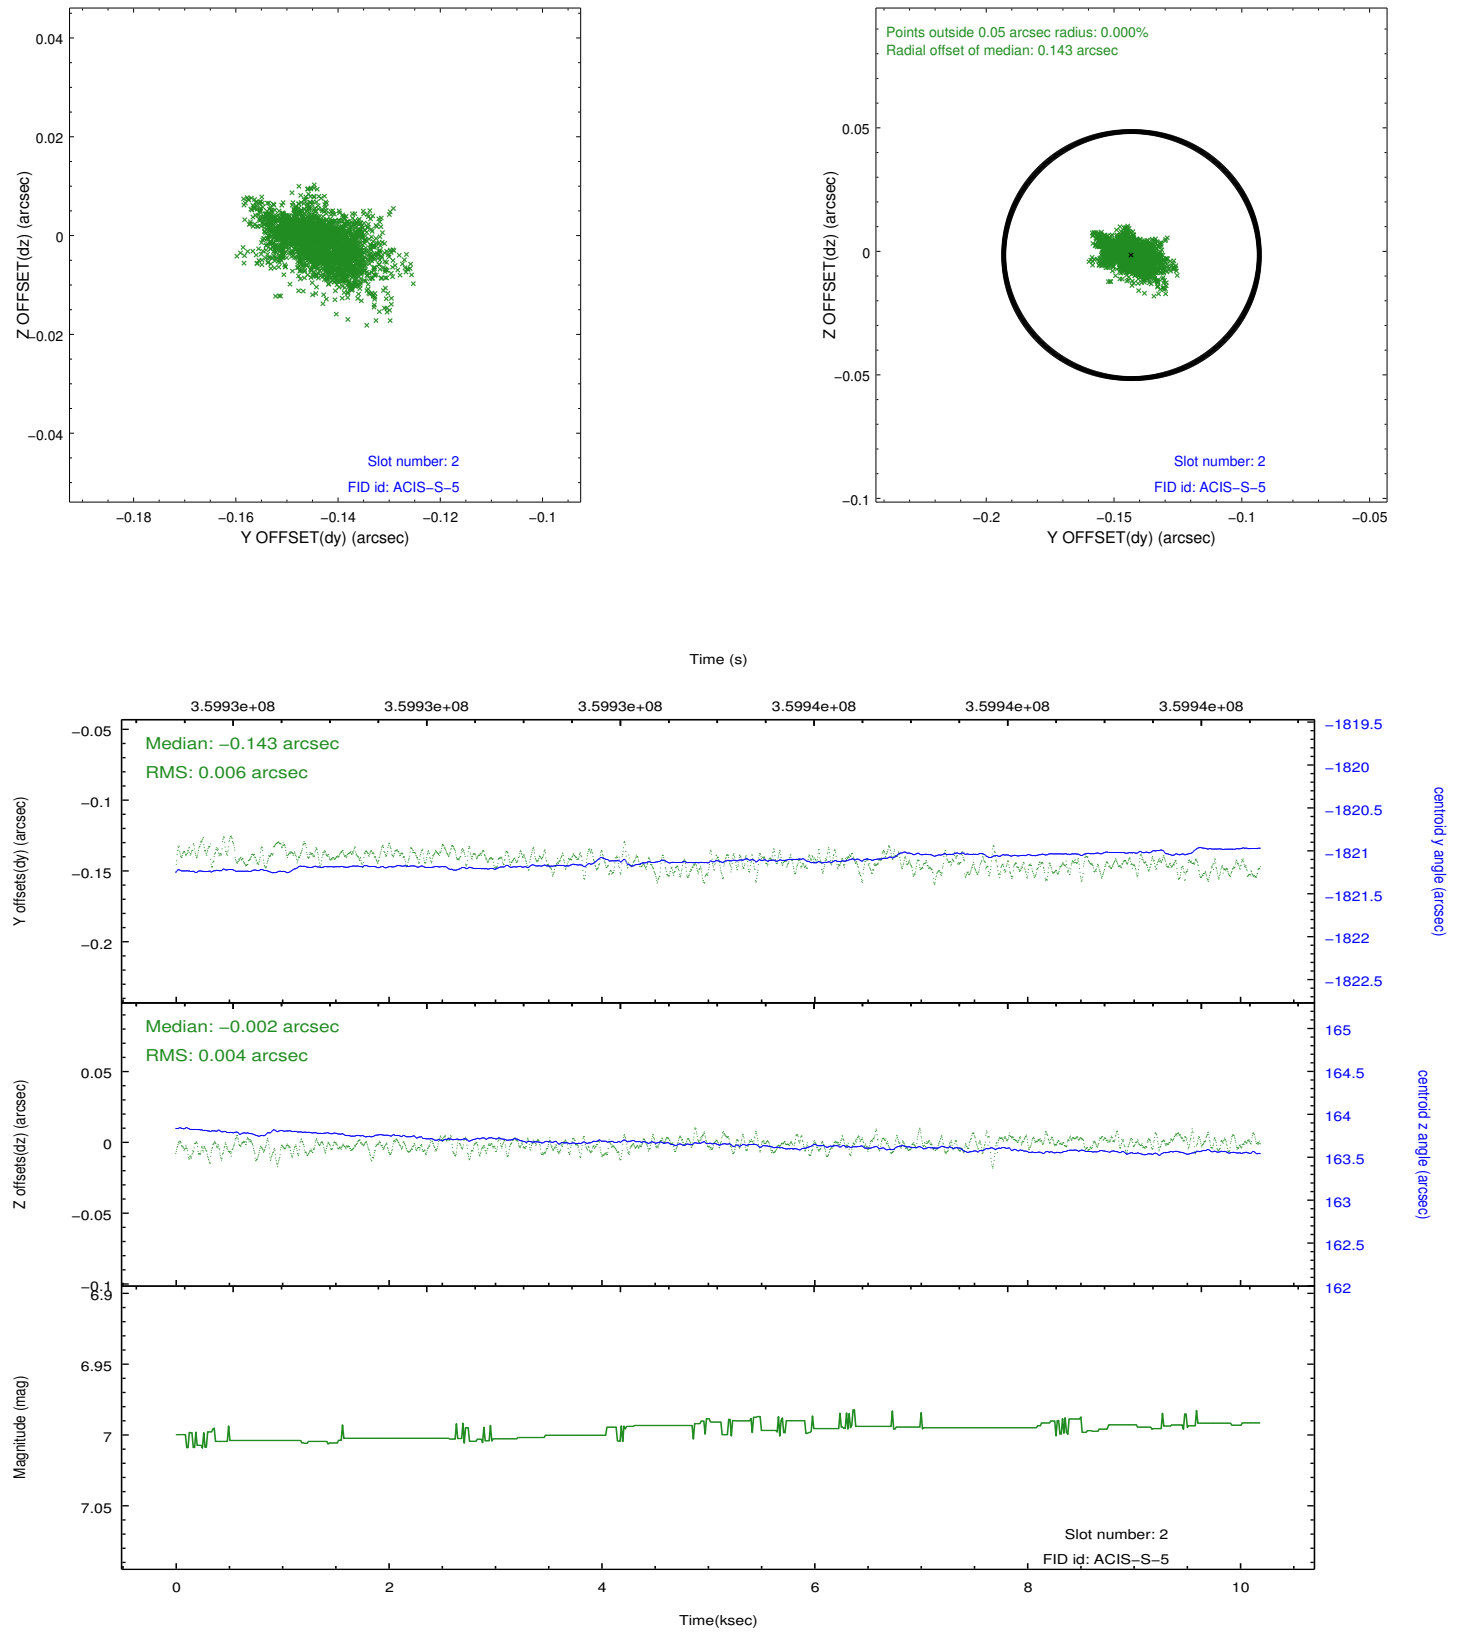 0.04
0.02
0
−0.02
−0.04
Z OFFSET(dz) (arcsec)
Slot number: 2
FID id: ACIS−S−5
−0.18
−0.16
−0.14
−0.12
−0.1
Y OFFSET(dy) (arcsec)
Points outside 0.05 arcsec radius: 0.000%
Radial offset of median: 0.143 arcsec
0.05
0
−0.05
−0.1
Z OFFSET(dz) (arcsec)
Slot number: 2
FID id: ACIS−S−5
−0.2
−0.15
−0.1
−0.05
Y OFFSET(dy) (arcsec)
Time (s)
3.5993e+08
3.5993e+08
3.5993e+08
3.5994e+08
3.5994e+08
3.5994e+08
Median: −0.143 arcsec
RMS: 0.006 arcsec
−0.05
−0.1
−0.15
−0.2
Y offsets(dy) (arcsec)
−1819.5
−1820
−1820.5
−1821
−1821.5
−1822
−1822.5
centroid y angle (arcsec)
Median: −0.002 arcsec
RMS: 0.004 arcsec
0.05
0
−0.05
−0.1
Z offsets(dz) (arcsec)
165
164.5
164
163.5
163
162.5
162
centroid z angle (arcsec)
6.9
6.95
7
7.05
Magnitude (mag)
Slot number: 2
FID id: ACIS−S−5
0
2
4
6
8
10
Time(ksec)